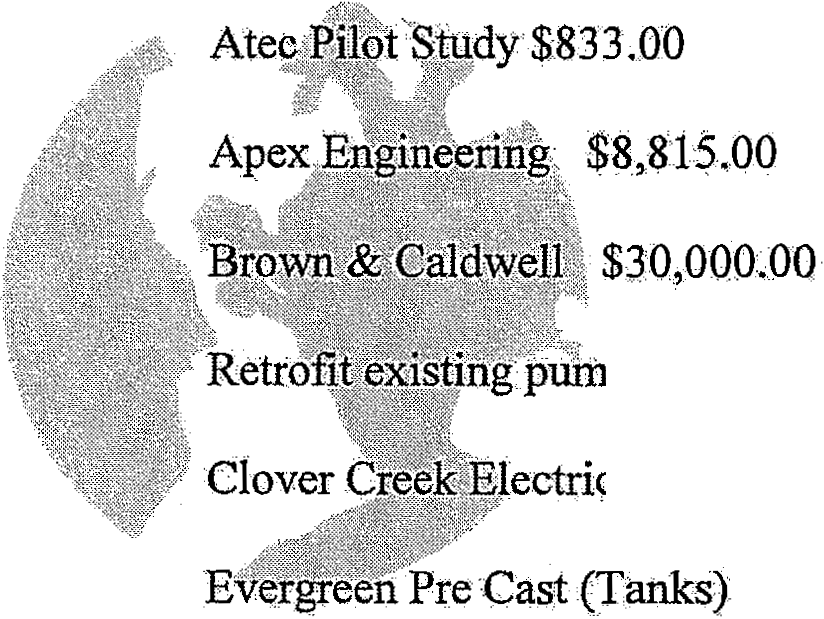 Atec Pilot Study $833.00
Apex Engineering $8,815.00
Brown & Caldwell $30,000.00
Retrofit existing pum
Clover Creek Electric
Evergreen Pre Cast (Tanks)